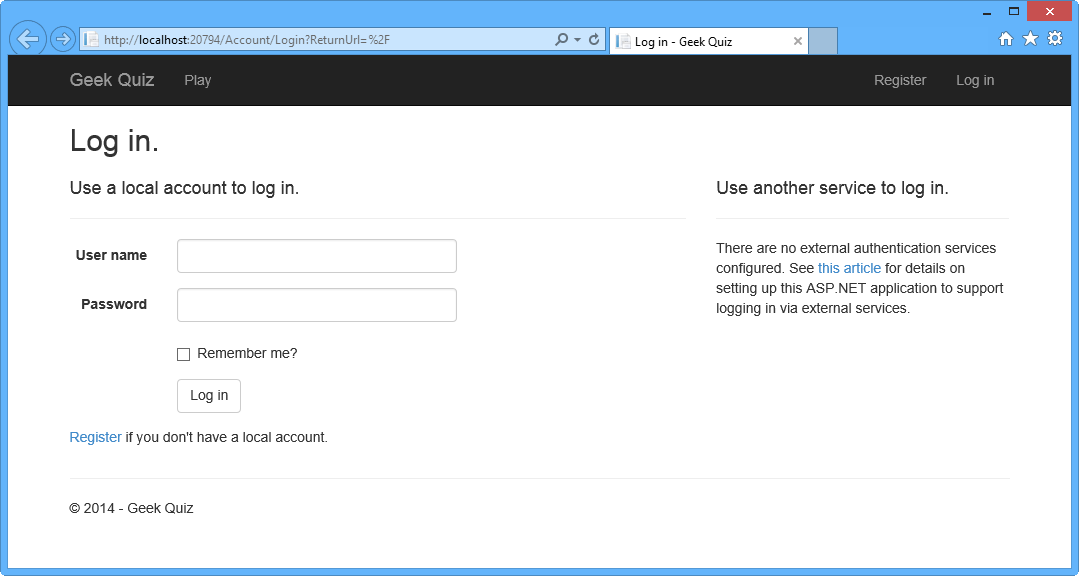 http://localhost:20794/Account/Login?ReturnUrl=%2F
Log in - Geek Quiz
Geek Quiz Play Register Log in
Log in.
Use a local account to log in.
User name
Password
Remember me?
Log in
Register if you don't have a local account.
Use another service to log in.
There are no external authentication services
configured. See this article for details on
setting up this ASP.NET application to support
logging in via external services.
© 2014 - Geek Quiz